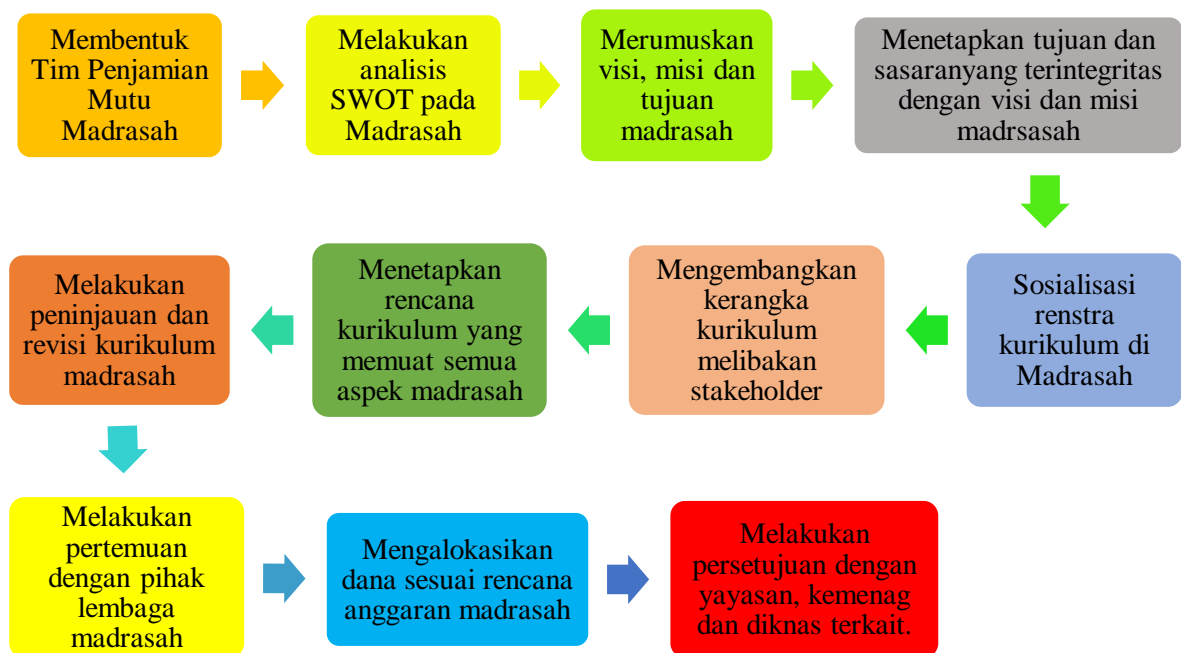 Membentuk
Tim Penjamian
Mutu
Madrasah
Melakukan
analisis
SWOT pada
Madrasah
Merumuskan
visi, misi dan
tujuan
madrasah
Menetapkan tujuan dan
sasaranyang terintegritas
dengan visi dan misi
madrsasah
Sosialisasi
renstra
kurikulum di
Madrasah
Mengembangkan
kerangka
kurikulum
melibakan
stakeholder
Menetapkan
rencana
kurikulum yang
memuat semua
aspek madrasah
Melakukan
peninjauan dan
revisi kurikulum
madrasah
Melakukan
pertemuan
dengan pihak
lembaga
madrasah
Mengalokasikan
dana sesuai rencana
anggaran madrasah
Melakukan
persetujuan dengan
yayasan, kemenag
dan diknas terkait.